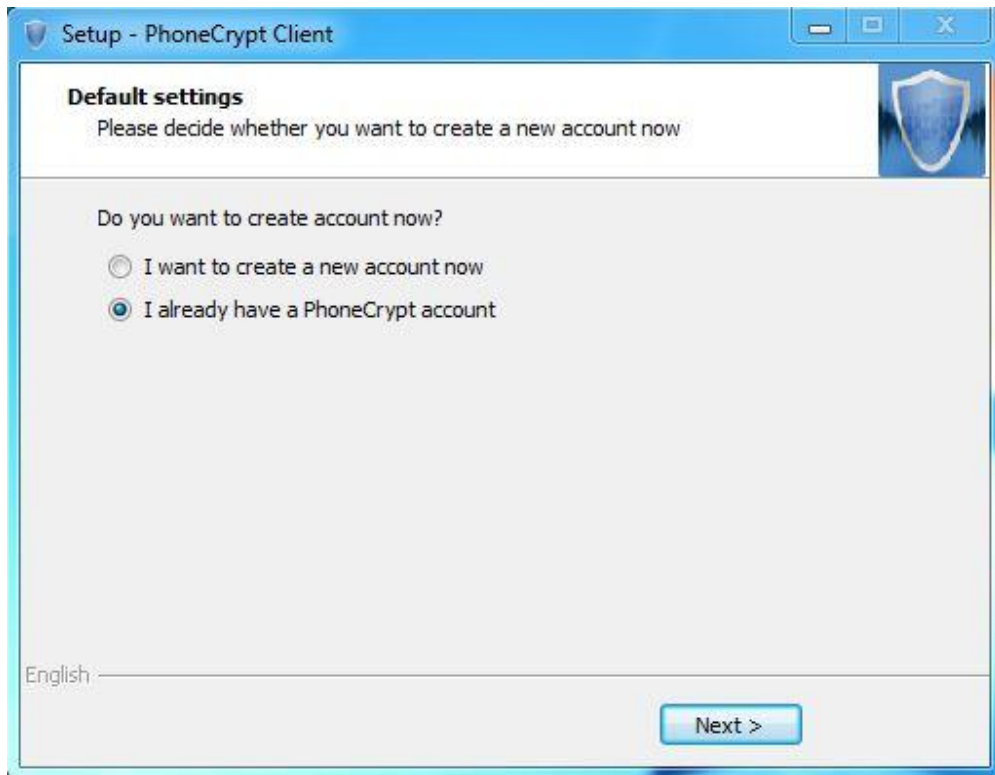 Setup - PhoneCrypt Client
Default settings
Please decide whether you want to create a new account now
Do you want to create account now?
I want to create a new account now
I already have a PhoneCrypt account
English
Next >